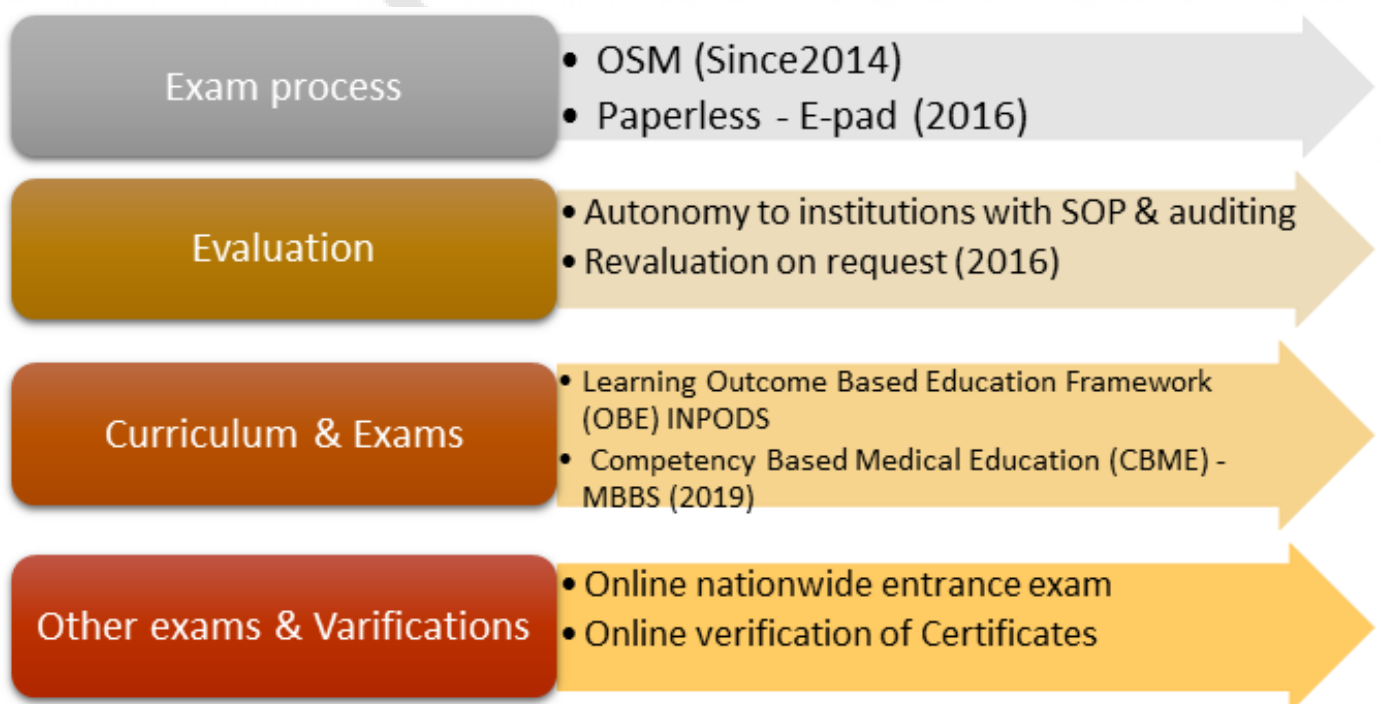 Exam process
• OSM (Since2014)
• Paperless - E-pad (2016)
Evaluation
• Autonomy to institutions with SOP & auditing
• Revaluation on request (2016)
Curriculum & Exams
• Learning Outcome Based Education Framework
(OBE) INPODS
• Competency Based Medical Education (CBME) -
MBBS (2019)
Other exams & Varifications
• Online nationwide entrance exam
• Online verification of Certificates